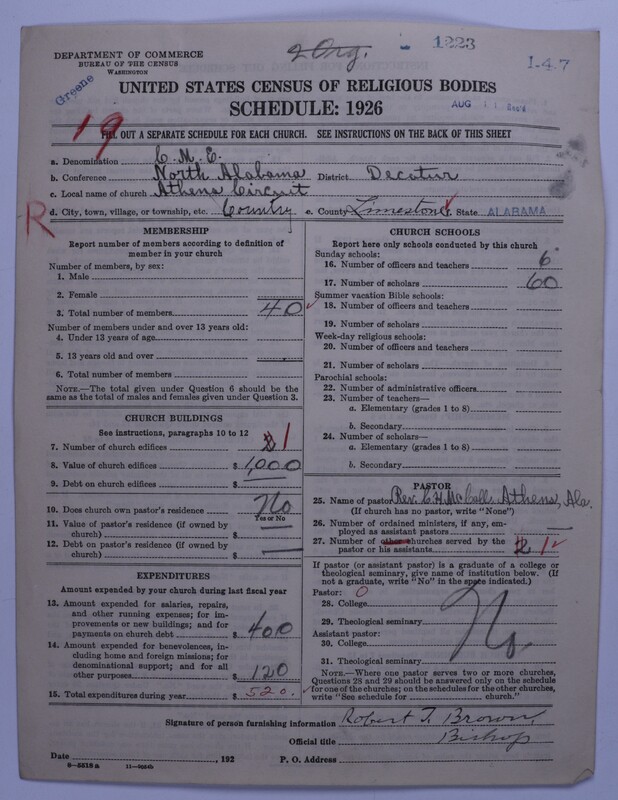 2 Org. - 1223
DEPARTMENT OF COMMERCE
BUREAU OF THE CENSUS
WASHINGTON
I-47
Greene
UNITED STATES CENSUS OF RELIGIOUS BODIES
SCHEDULE: 1926
AUG 11 Rec'd
19
FILL OUT A SEPARATE SCHEDULE FOR EACH CHURCH. SEE INSTRUCTIONS ON THE BACK OF THIS SHEET
a. Denomination C. M. E.
b. Conference North Alabama District Decatur
c. Local name of church Athens Circuit
R d. City, town, village, or township, etc. Country e. County Limestone f. State ALABAMA
MEMBERSHIP
Report number of members according to definition of
member in your church
Number of members, by sex:
1. Male
2. Female
3. Total number of members 40
Number of members under and over 13 years old:
4. Under 13 years of age
5. 13 years old and over
6. Total number of members
NOTE.—The total given under Question 6 should be
the same as the total of males and females given under Question 3.
CHURCH BUILDINGS
See instructions, paragraphs 10 to 12
7. Number of church edifices 1
8. Value of church edifices $ 1,000
9. Debt on church edifices $
10. Does church own pastor's residence No
Yes or No
11. Value of pastor's residence (if owned by
church) $
12. Debt on pastor's residence (if owned by
church) $
EXPENDITURES
Amount expended by your church during last fiscal year
13. Amount expended for salaries, repairs,
and other running expenses; for im-
provements or new buildings; and for
payments on church debt $ 400
14. Amount expended for benevolences,
including home and foreign missions; for
denominational support; and for all
other purposes $ 120
15. Total expenditures during year $ 520.
CHURCH SCHOOLS
Report here only schools conducted by this church
Sunday schools:
16. Number of officers and teachers 6
17. Number of scholars 60
Summer vacation Bible schools:
18. Number of officers and teachers
19. Number of scholars
Week-day religious schools:
20. Number of officers and teachers
21. Number of scholars
Parochial schools:
22. Number of administrative officers
23. Number of teachers—
a. Elementary (grades 1 to 8)
b. Secondary
24. Number of scholars—
a. Elementary (grades 1 to 8)
b. Secondary
PASTOR
25. Name of pastor Rev. C. H. McColl. Athens, Ala.
(If church has no pastor, write "None")
26. Number of ordained ministers, if any, em-
ployed as assistant pastors
27. Number of other churches served by the
pastor or his assistants 1
If pastor (or assistant pastor) is a graduate of a college or
theological seminary, give name of institution below. (If
not a graduate, write "No" in the space indicated.)
Pastor: 0
28. College
29. Theological seminary No
Assistant pastor:
30. College
31. Theological seminary
NOTE.—Where one pastor serves two or more churches,
Questions 28 and 29 should be answered only on the schedule
for one of the churches; on the schedules for the other churches,
write "See schedule for church."
Signature of person furnishing information Robert T. Brown,
Official title Bishop
Date , 192 P. O. Address
8-5518a